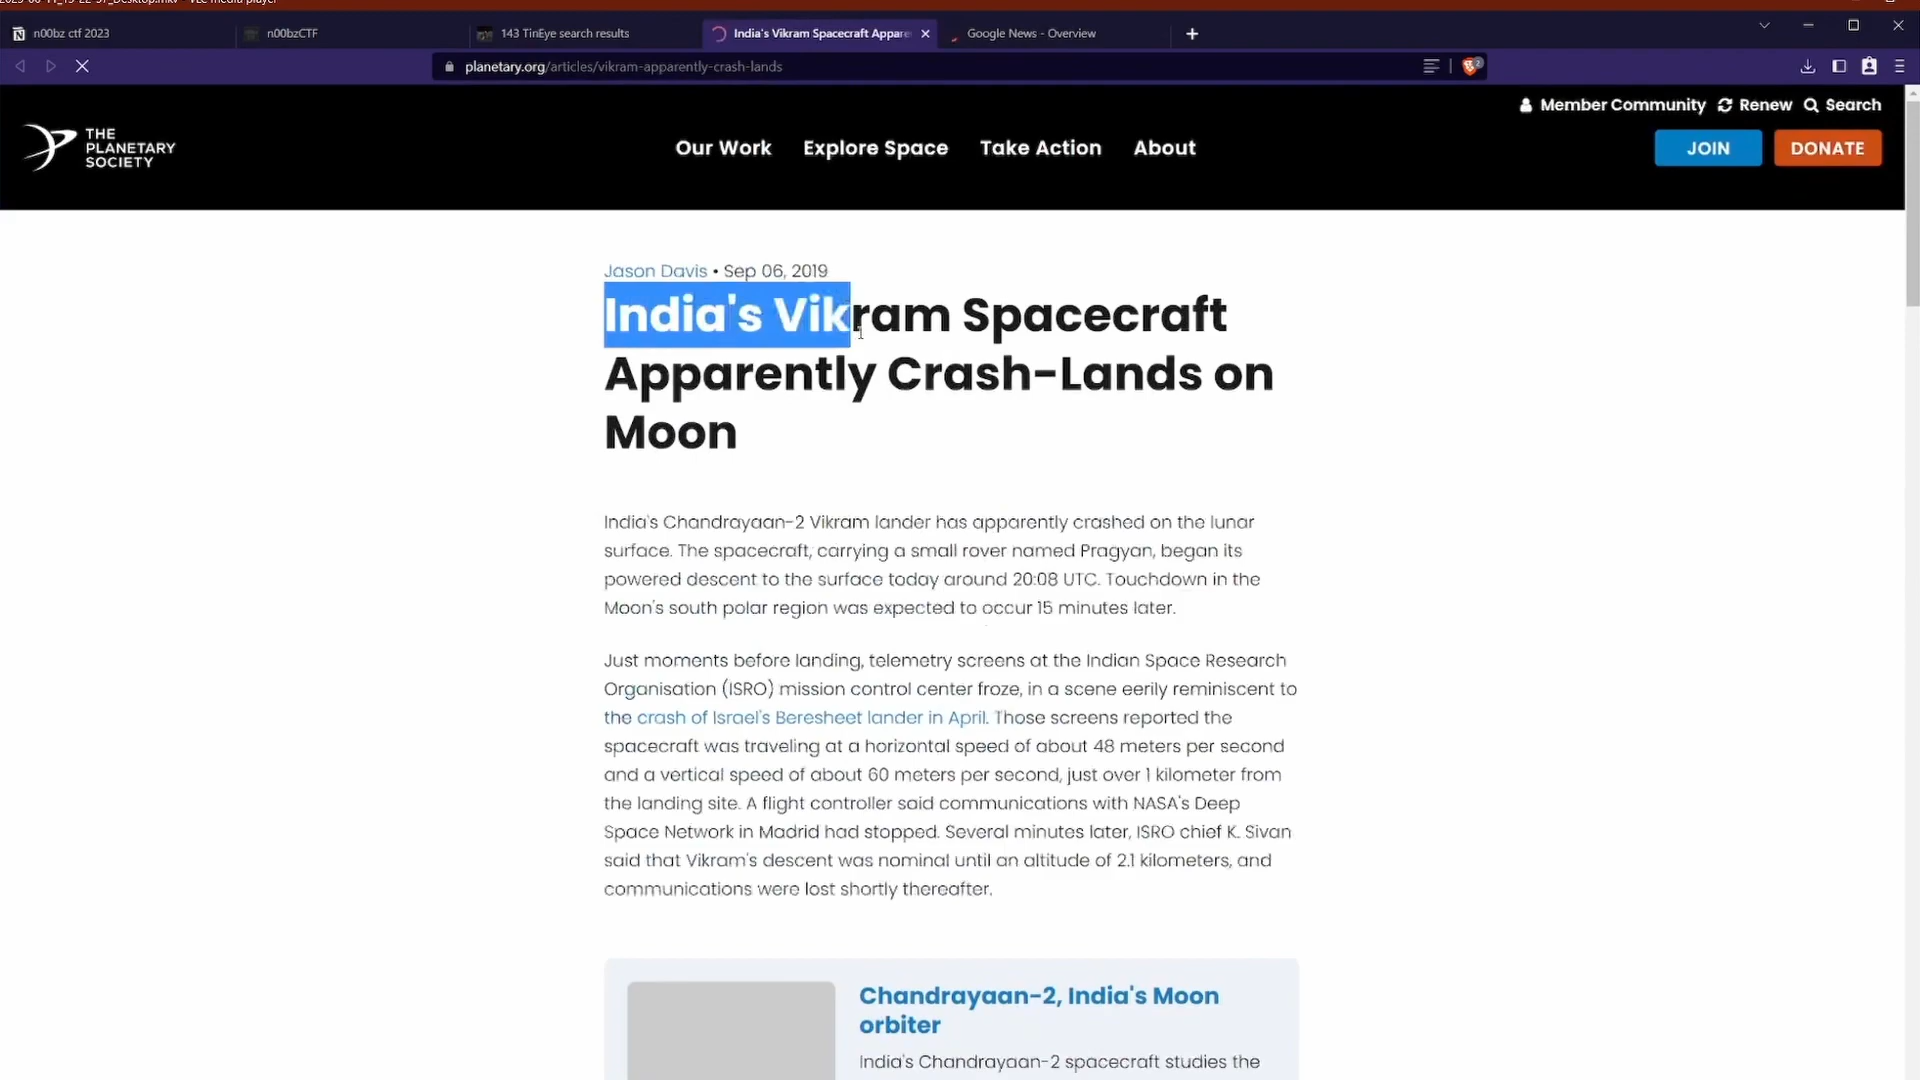 n00bz ctf 2023
n00bzCTF
143 TinEye search results
India's Vikram Spacecraft Appare
Google News - Overview
planetary.org/articles/vikram-apparently-crash-lands
2
Member Community Renew Search
THE
PLANETARY
SOCIETY
Our Work Explore Space Take Action About
JOIN DONATE
Jason Davis • Sep 06, 2019
India's Vikram Spacecraft
Apparently Crash-Lands on
Moon
India's Chandrayaan-2 Vikram lander has apparently crashed on the lunar
surface. The spacecraft, carrying a small rover named Pragyan, began its
powered descent to the surface today around 20:08 UTC. Touchdown in the
Moon's south polar region was expected to occur 15 minutes later.
Just moments before landing, telemetry screens at the Indian Space Research
Organisation (ISRO) mission control center froze, in a scene eerily reminiscent to
the crash of Israel's Beresheet lander in April. Those screens reported the
spacecraft was traveling at a horizontal speed of about 48 meters per second
and a vertical speed of about 60 meters per second, just over 1 kilometer from
the landing site. A flight controller said communications with NASA's Deep
Space Network in Madrid had stopped. Several minutes later, ISRO chief K. Sivan
said that Vikram's descent was nominal until an altitude of 2.1 kilometers, and
communications were lost shortly thereafter.
Chandrayaan-2, India's Moon
orbiter
India's Chandrayaan-2 spacecraft studies the